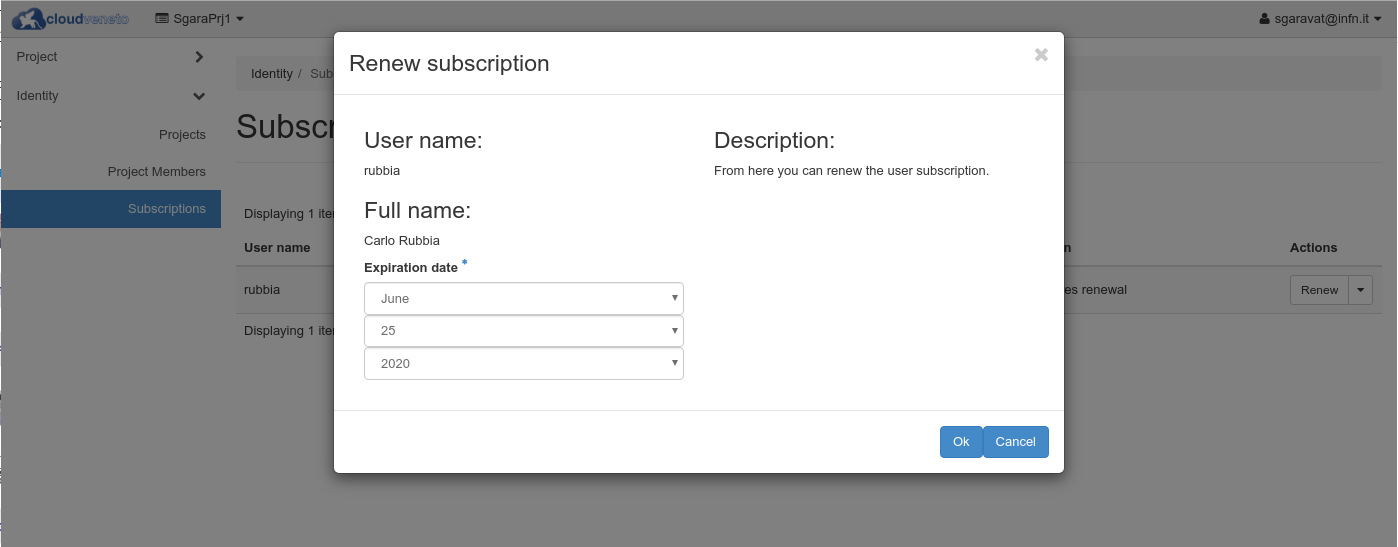 cloudveneto SgaraPrj1 sgaravat@infn.it
Project
Identity
Projects
Project Members
Subscriptions
Identity / Sub
Subscr
Displaying 1 iter
User name n Actions
rubbia es renewal Renew
Displaying 1 iter
Renew subscription
User name:
rubbia
Description:
From here you can renew the user subscription.
Full name:
Carlo Rubbia
Expiration date *
June
25
2020
Ok Cancel